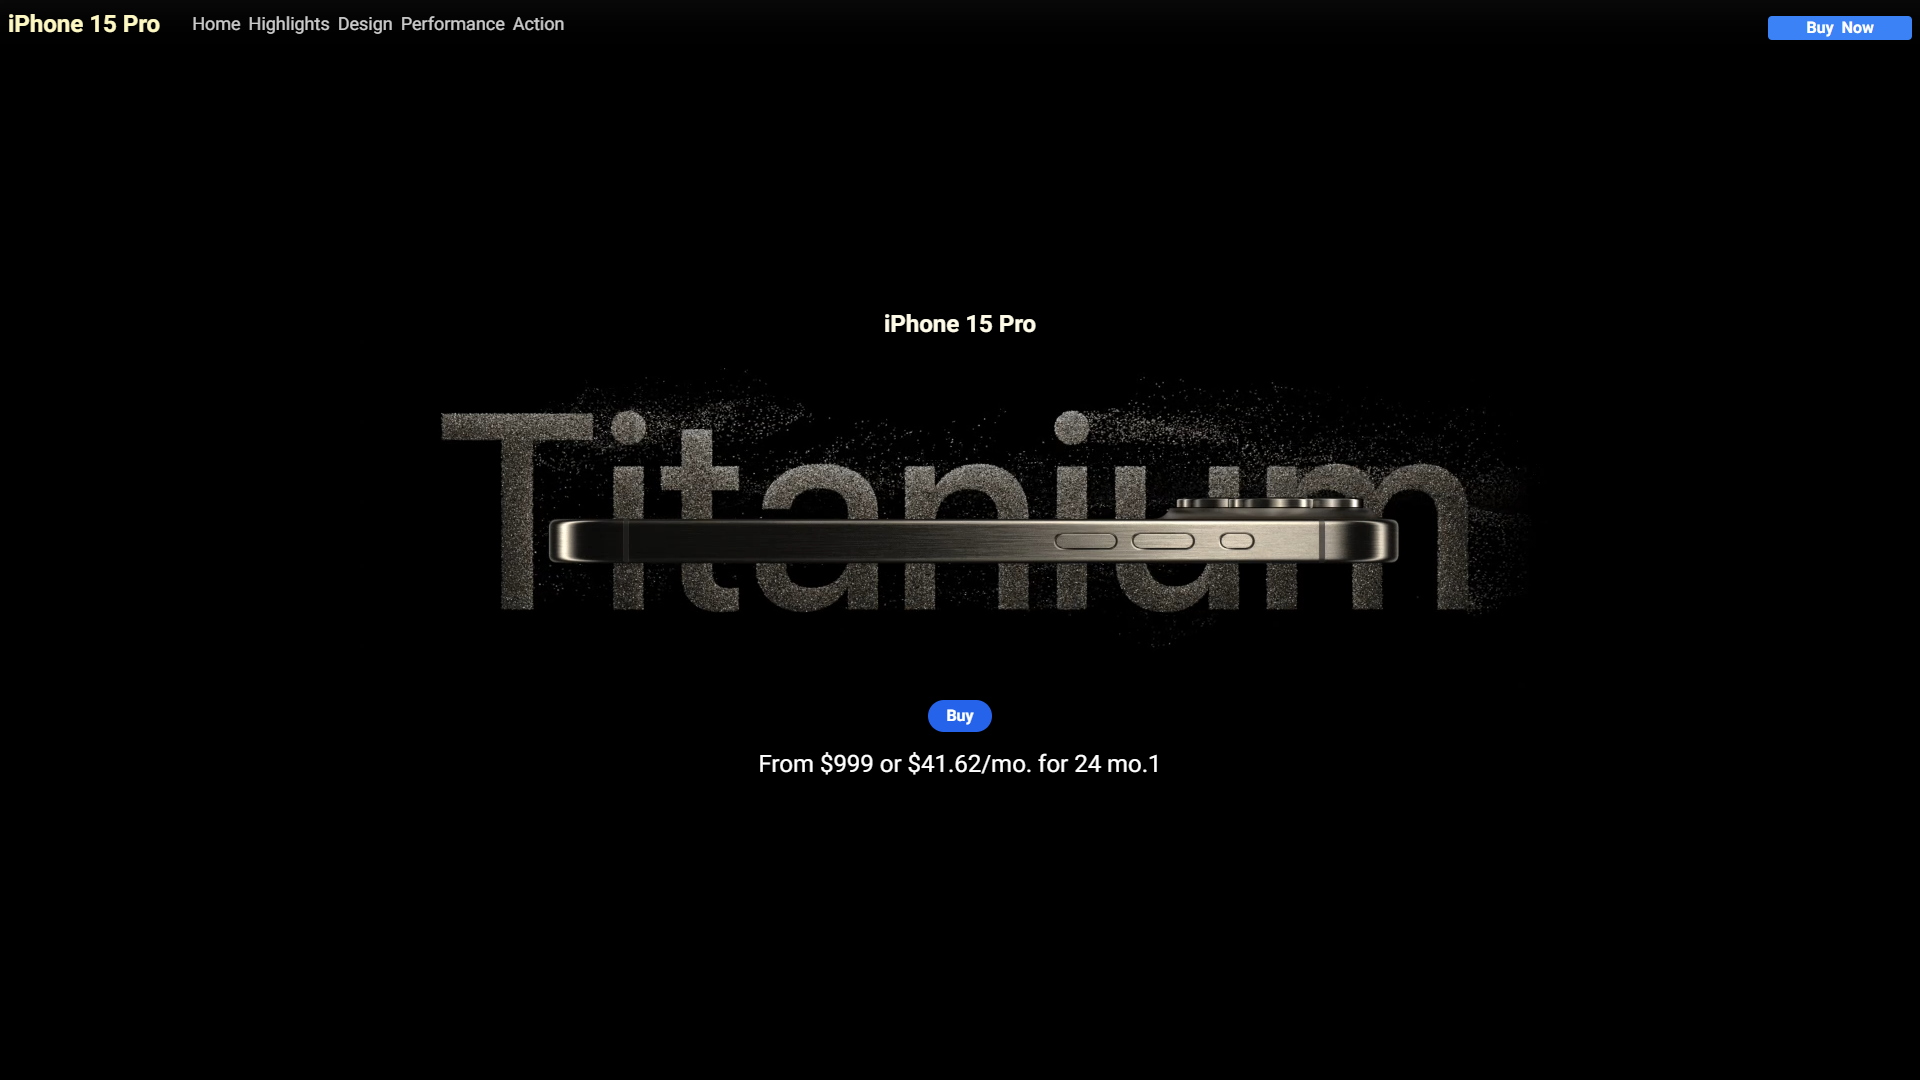 iPhone 15 Pro
Home Highlights Design Performance Action
Buy Now
iPhone 15 Pro
Titanium
Buy
From $999 or $41.62/mo. for 24 mo.1